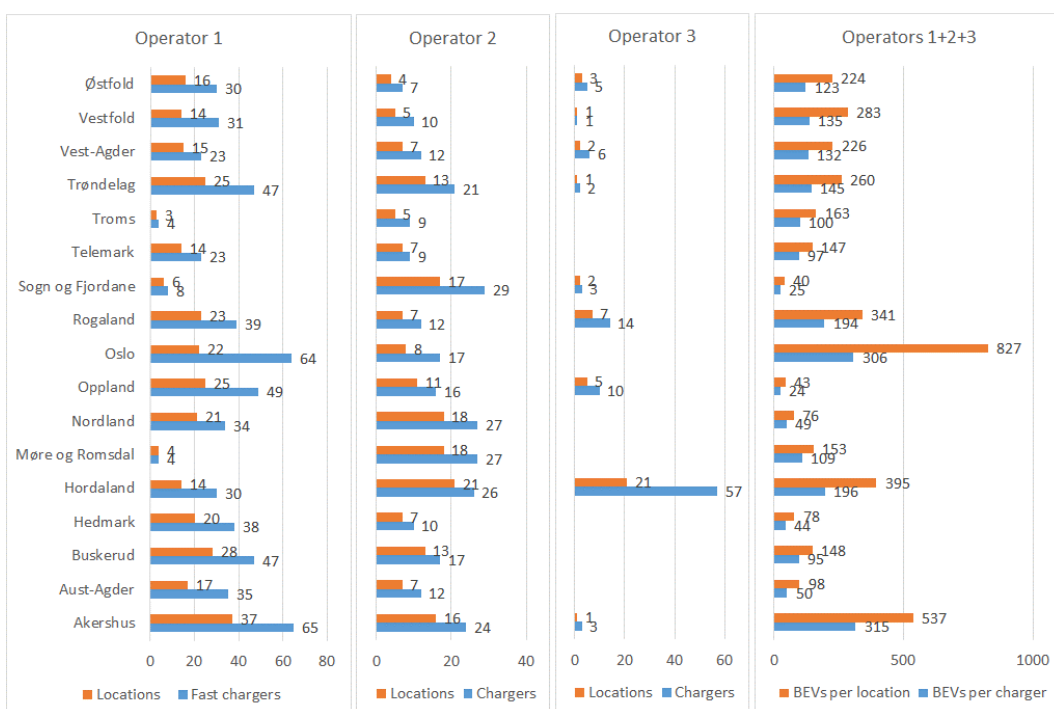 Operator 1
Operator 2
Operator 3
Operators 1+2+3
Østfold 16 30 4 7 3 5 224 123
Vestfold 14 31 5 10 1 1 283 135
Vest-Agder 15 23 7 12 2 6 226 132
Trøndelag 25 47 13 21 1 2 260 145
Troms 3 4 5 9 163 100
Telemark 14 23 7 9 147 97
Sogn og Fjordane 6 8 17 29 2 3 40 25
Rogaland 23 39 7 12 7 14 341 194
Oslo 22 64 8 17 827 306
Oppland 25 49 11 16 5 10 43 24
Nordland 21 34 18 27 76 49
Møre og Romsdal 4 4 18 27 153 109
Hordaland 14 30 21 26 21 57 395 196
Hedmark 20 38 7 10 78 44
Buskerud 28 47 13 17 148 95
Aust-Agder 17 35 7 12 98 50
Akershus 37 65 16 24 1 3 537 315
0 20 40 60 80
0 20 40
0 20 40 60
0 500 1000
Locations Fast chargers
Locations Chargers
Locations Chargers
BEVs per location BEVs per charger